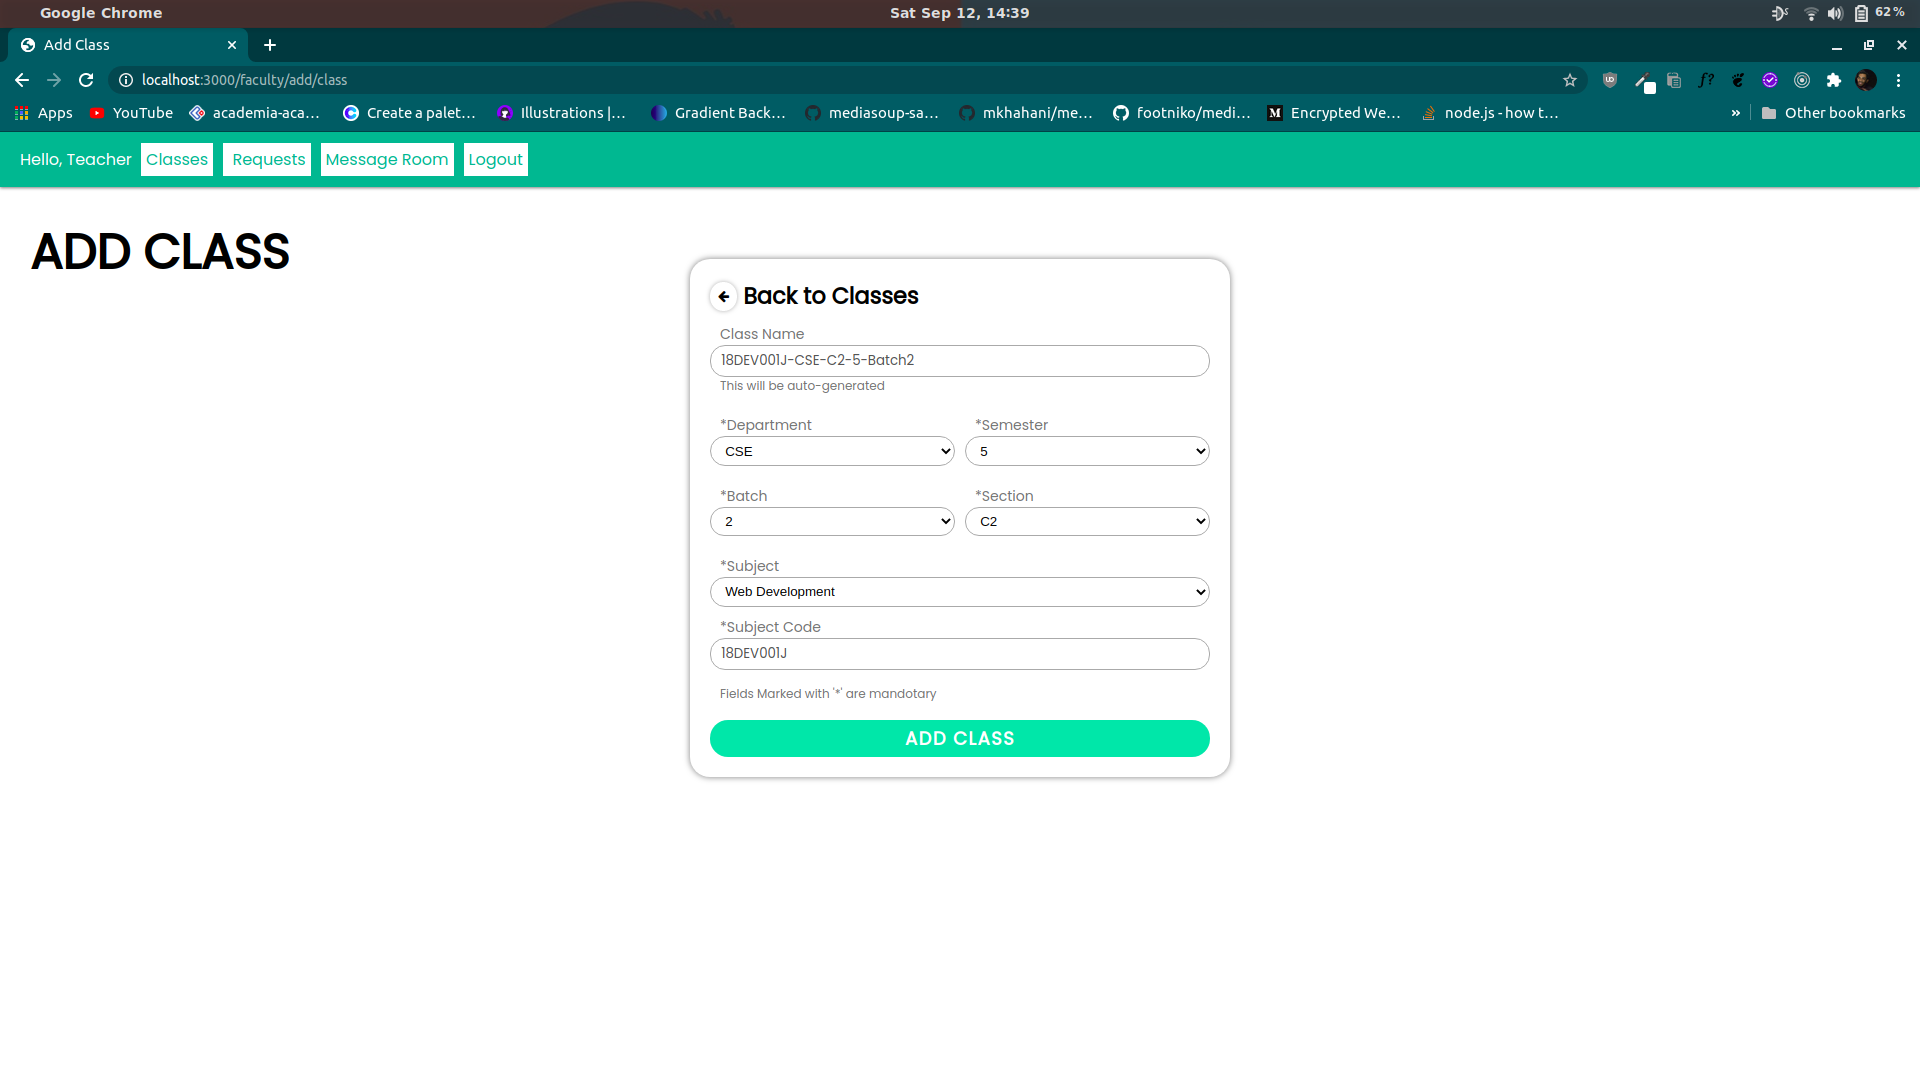 Google Chrome
Sat Sep 12, 14:39
62 %
Add Class
localhost:3000/faculty/add/class
f?
Apps
YouTube
academia-aca...
Create a palet...
Illustrations |...
Gradient Back...
mediasoup-sa...
mkhahani/me...
footniko/medi...
M
Encrypted We...
node.js - how t...
»
Other bookmarks
Hello, Teacher
Classes
Requests
Message Room
Logout
ADD CLASS
Back to Classes
Class Name
18DEV001J-CSE-C2-5-Batch2
This will be auto-generated
*Department
*Semester
CSE
5
*Batch
*Section
2
C2
*Subject
Web Development
*Subject Code
18DEV001J
Fields Marked with '*' are mandotary
ADD CLASS